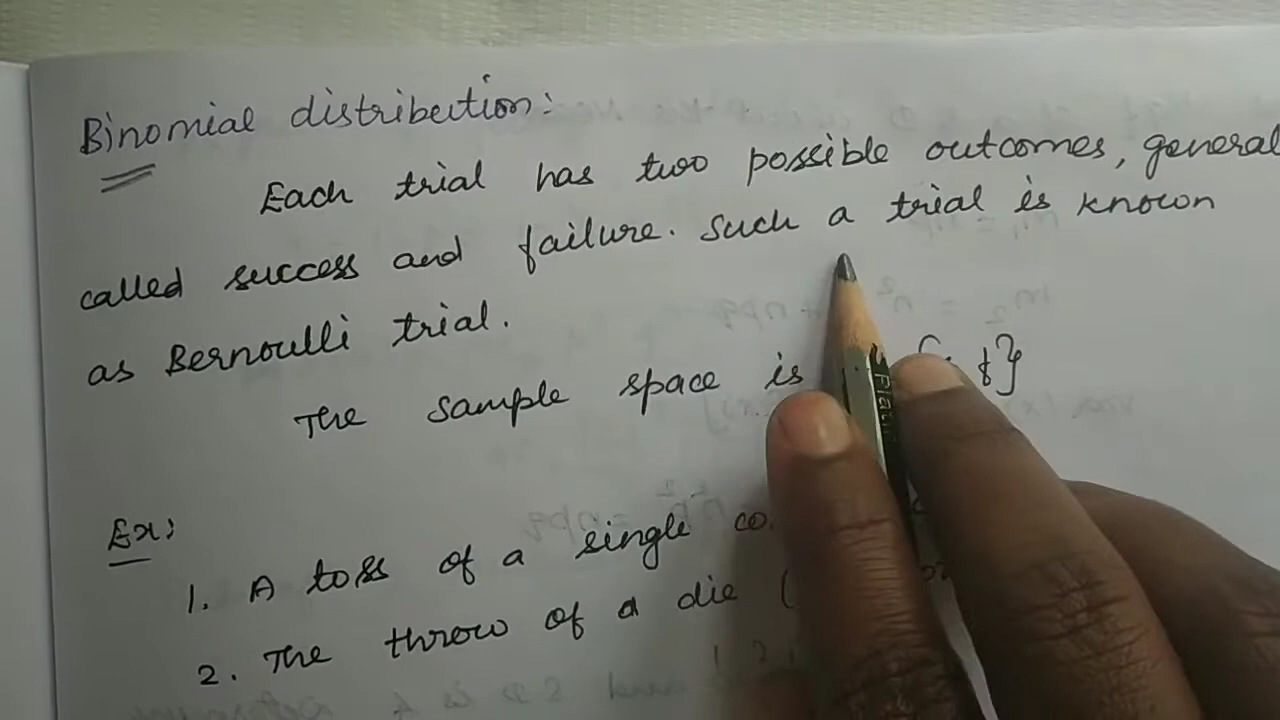 Binomial distribution:
Each trial has two possible outcomes, general
called success and failure. Such a trial is known
as Bernoulli trial.
The sample space is f}
Ex:
1. A toss of a single co
2. The throw of a die (